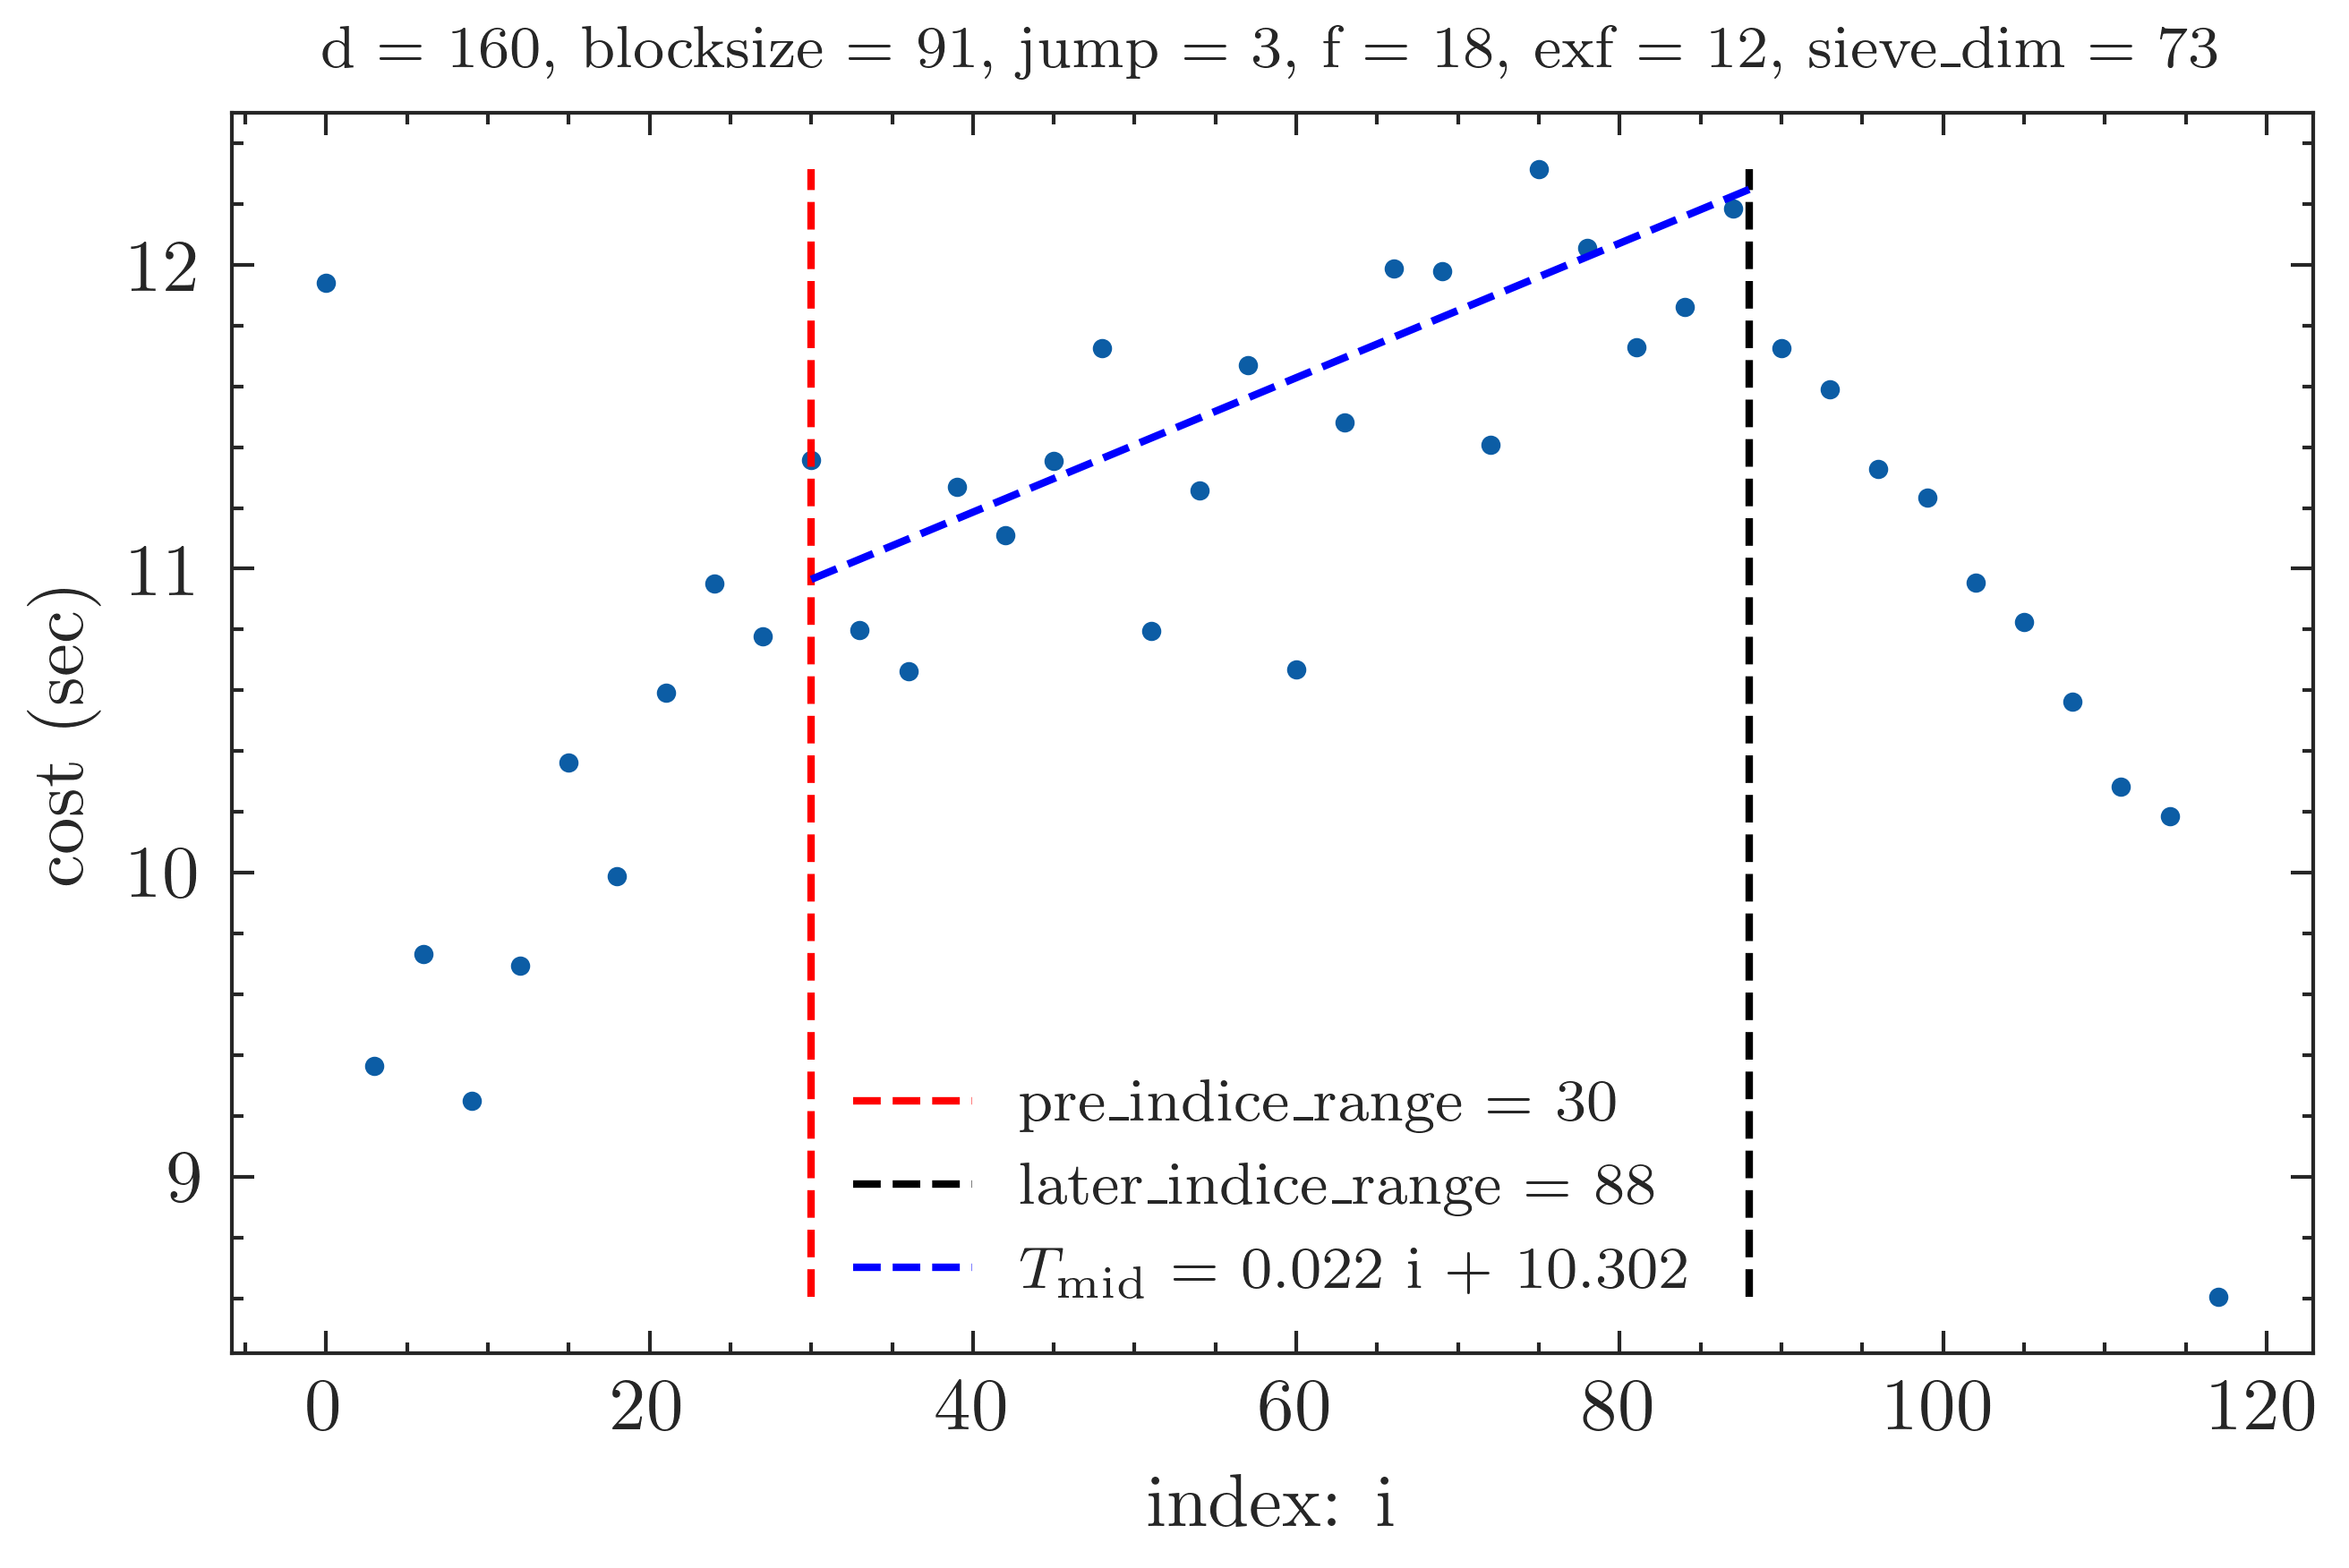 d = 160, blocksize = 91, jump = 3, f = 18, exf = 12, sieve_dim = 73
cost (sec)
12
11
10
9
pre_indice_range = 30
later_indice_range = 88
T_mid = 0.022 i + 10.302
0 20 40 60 80 100 120
index: i